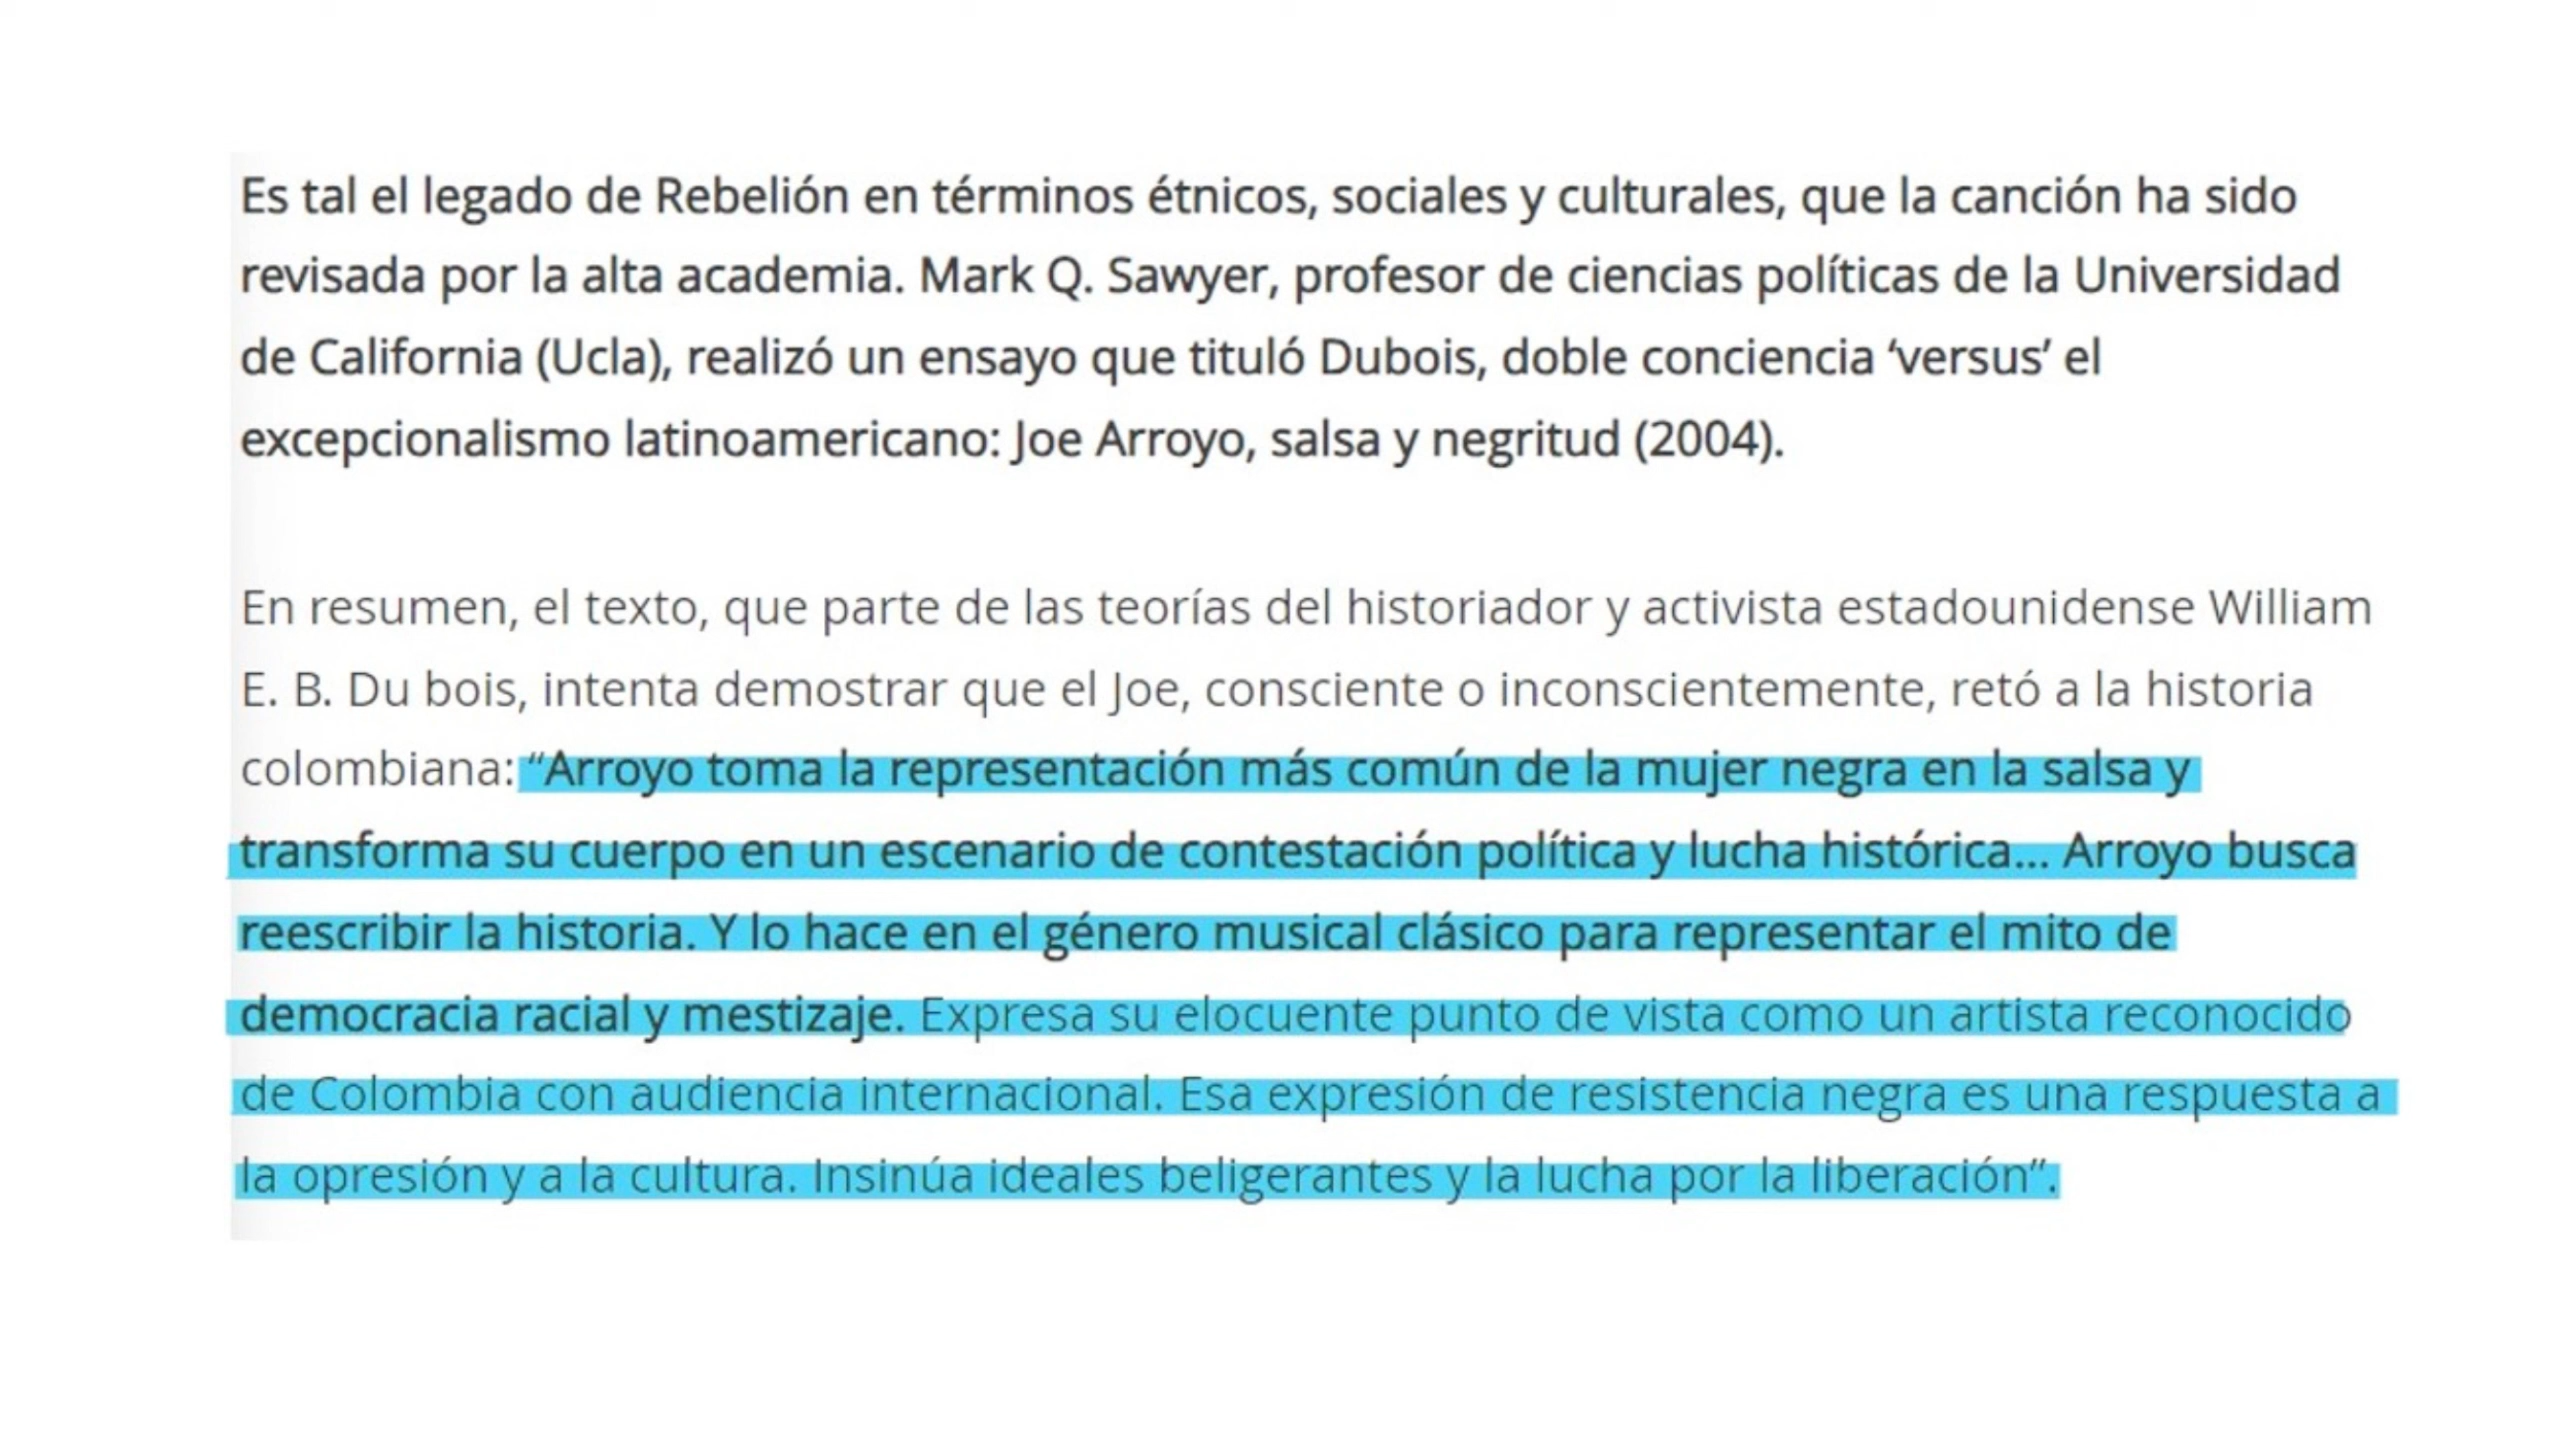 Es tal el legado de Rebelión en términos étnicos, sociales y culturales, que la canción ha sido
revisada por la alta academia. Mark Q. Sawyer, profesor de ciencias políticas de la Universidad
de California (Ucla), realizó un ensayo que tituló Dubois, doble conciencia ‘versus’ el
excepcionalismo latinoamericano: Joe Arroyo, salsa y negritud (2004).
En resumen, el texto, que parte de las teorías del historiador y activista estadounidense William
E. B. Du bois, intenta demostrar que el Joe, consciente o inconscientemente, retó a la historia
colombiana: “Arroyo toma la representación más común de la mujer negra en la salsa y
transforma su cuerpo en un escenario de contestación política y lucha histórica... Arroyo busca
reescribir la historia. Y lo hace en el género musical clásico para representar el mito de
democracia racial y mestizaje. Expresa su elocuente punto de vista como un artista reconocido
de Colombia con audiencia internacional. Esa expresión de resistencia negra es una respuesta a
la opresión y a la cultura. Insinúa ideales beligerantes y la lucha por la liberación”.